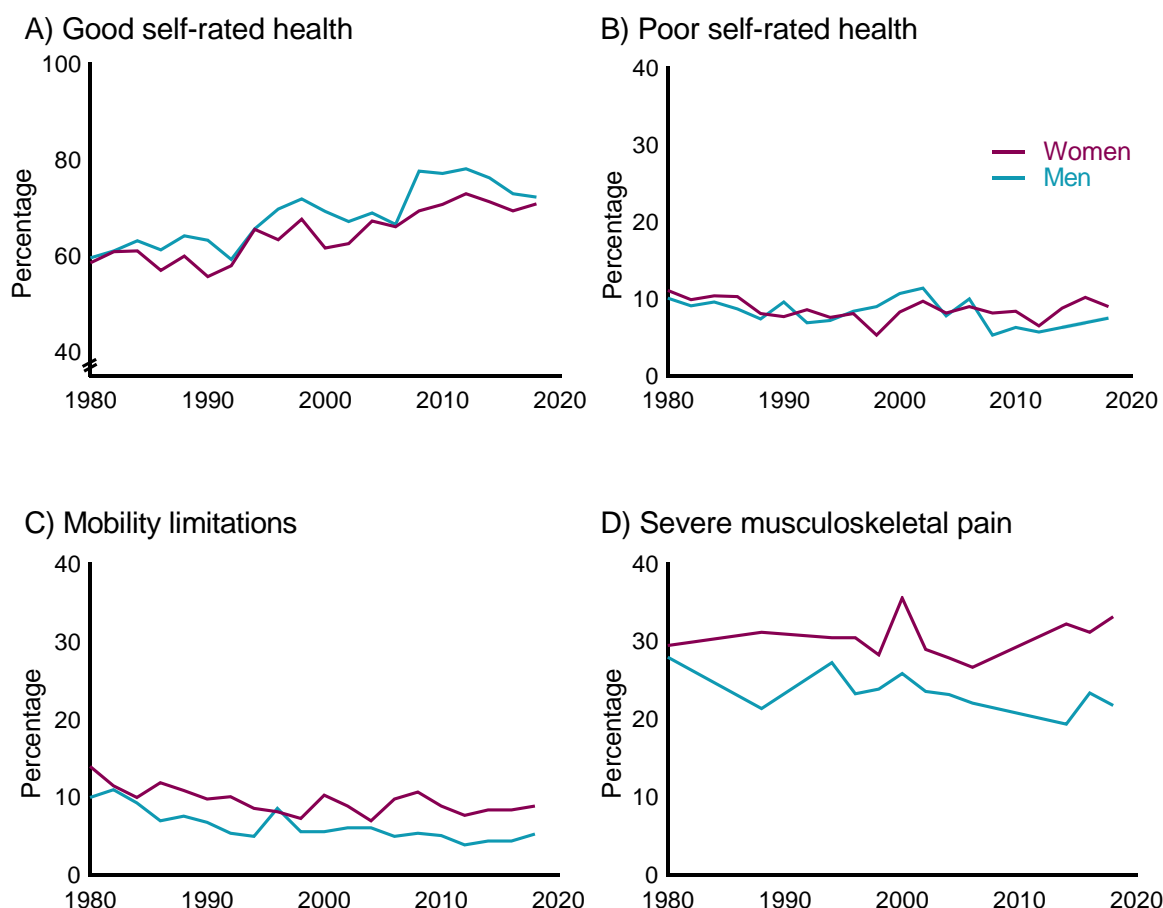 A) Good self-rated health
100
80
60
40
Percentage
1980 1990 2000 2010 2020
B) Poor self-rated health
40
30
20
10
0
Percentage
Women
Men
1980 1990 2000 2010 2020
C) Mobility limitations
40
30
20
10
0
Percentage
1980 1990 2000 2010 2020
D) Severe musculoskeletal pain
40
30
20
10
0
Percentage
1980 1990 2000 2010 2020